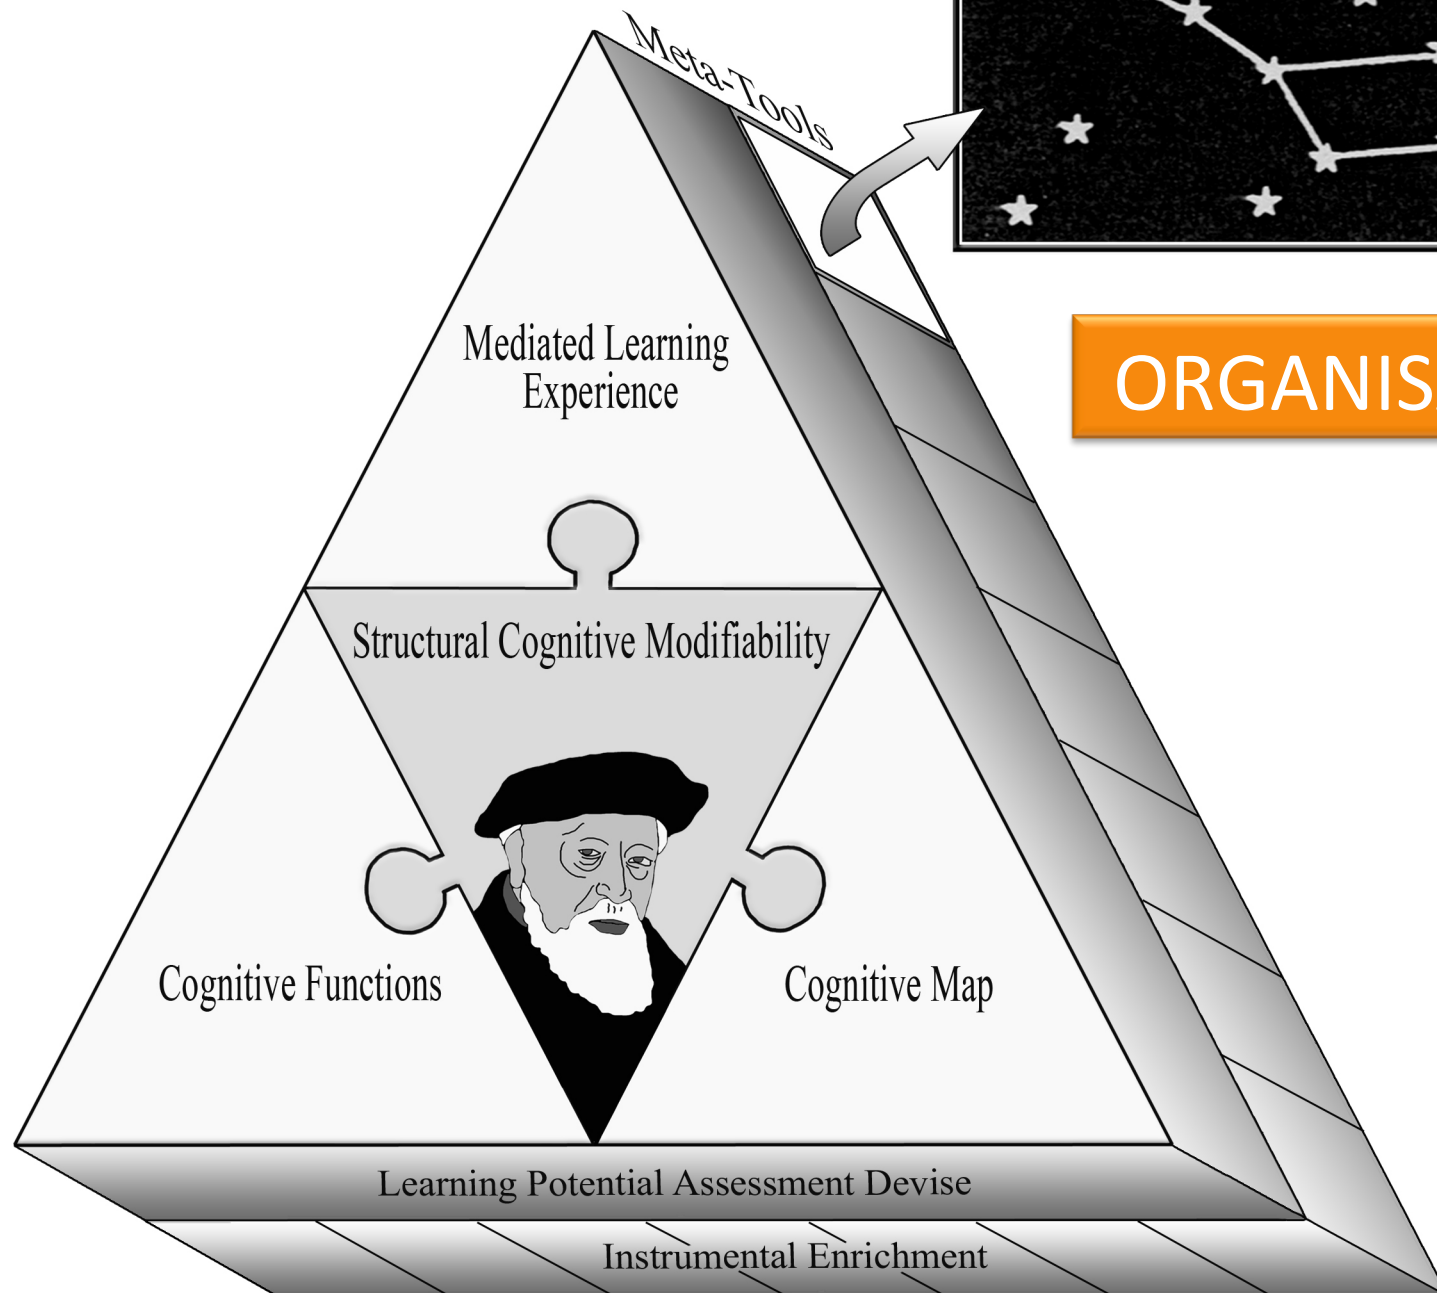 Meta-Tools
Mediated Learning
Experience
ORGANIS
Structural Cognitive Modifiability
Cognitive Functions
Cognitive Map
Learning Potential Assessment Devise
Instrumental Enrichment